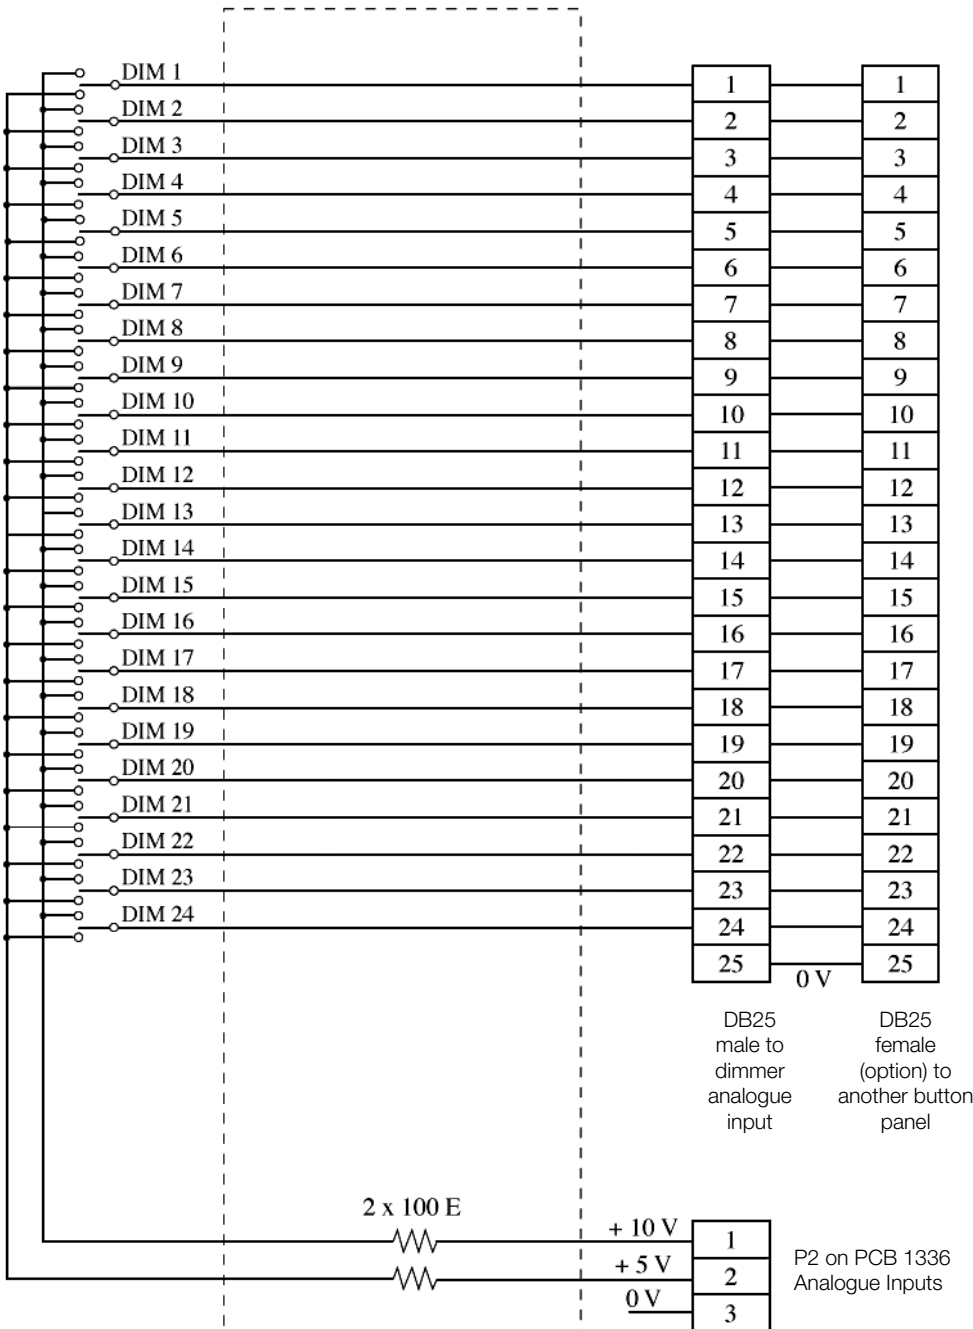 DIM 1
1 1
DIM 2
2 2
DIM 3
3 3
DIM 4
4 4
DIM 5
5 5
DIM 6
6 6
DIM 7
7 7
DIM 8
8 8
DIM 9
9 9
DIM 10
10 10
DIM 11
11 11
DIM 12
12 12
DIM 13
13 13
DIM 14
14 14
DIM 15
15 15
DIM 16
16 16
DIM 17
17 17
DIM 18
18 18
DIM 19
19 19
DIM 20
20 20
DIM 21
21 21
DIM 22
22 22
DIM 23
23 23
DIM 24
24 24
25 25
0 V
DB25
male to
dimmer
analogue
input
DB25
female
(option) to
another button
panel
2 x 100 E
+ 10 V
1
+ 5 V
2
0 V
3
P2 on PCB 1336
Analogue Inputs